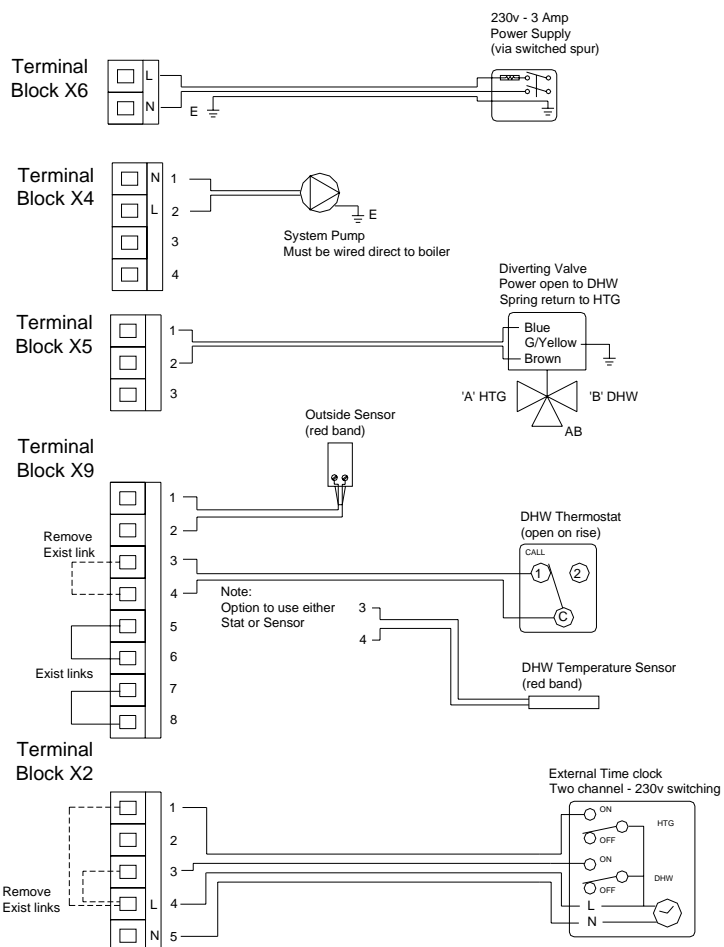 230v - 3 Amp
Power Supply
(via switched spur)
Terminal
Block X6
L
N
E
Terminal
Block X4
N 1
L 2
3
4
E
System Pump
Must be wired direct to boiler
Diverting Valve
Power open to DHW
Spring return to HTG
Terminal
Block X5
1
2
3
Blue
G/Yellow
Brown
'A' HTG
'B' DHW
AB
Outside Sensor
(red band)
Terminal
Block X9
1
2
3
4
5
6
7
8
Remove
Exist link
Exist links
DHW Thermostat
(open on rise)
CALL
1
2
C
Note:
Option to use either
Stat or Sensor
3
4
DHW Temperature Sensor
(red band)
Terminal
Block X2
1
2
3
L 4
N 5
Remove
Exist links
External Time clock
Two channel - 230v switching
ON
HTG
OFF
ON
DHW
OFF
L
N